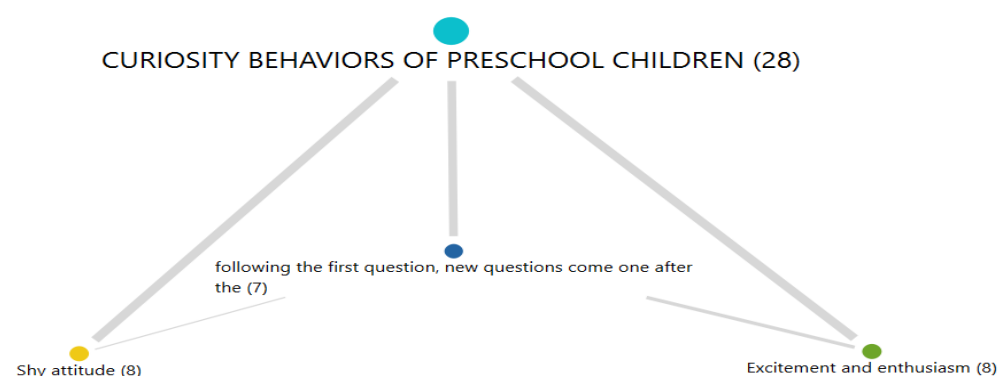 CURIOSITY BEHAVIORS OF PRESCHOOL CHILDREN (28)
following the first question, new questions come one after
the (7)
Shy attitude (8)
Excitement and enthusiasm (8)